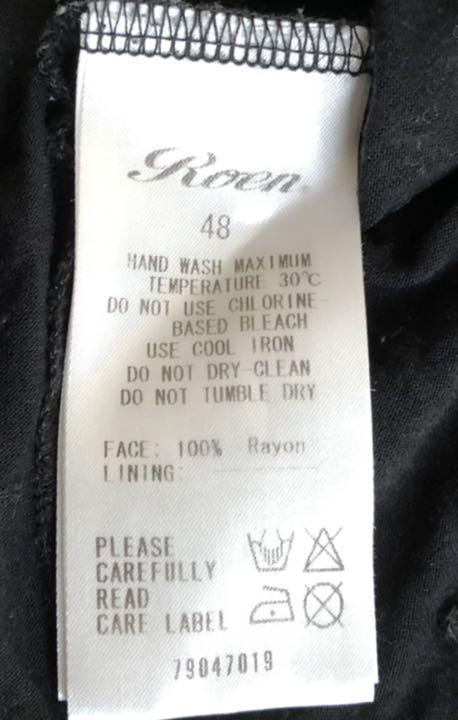 Roen
48
HAND WASH MAXIMUM
TEMPERATURE 30℃
DO NOT USE CHLORINE-
BASED BLEACH
USE COOL IRON
DO NOT DRY-CLEAN
DO NOT TUMBLE DRY
FACE: 100% Rayon
LINING:
PLEASE
CAREFULLY
READ
CARE LABEL
79047019